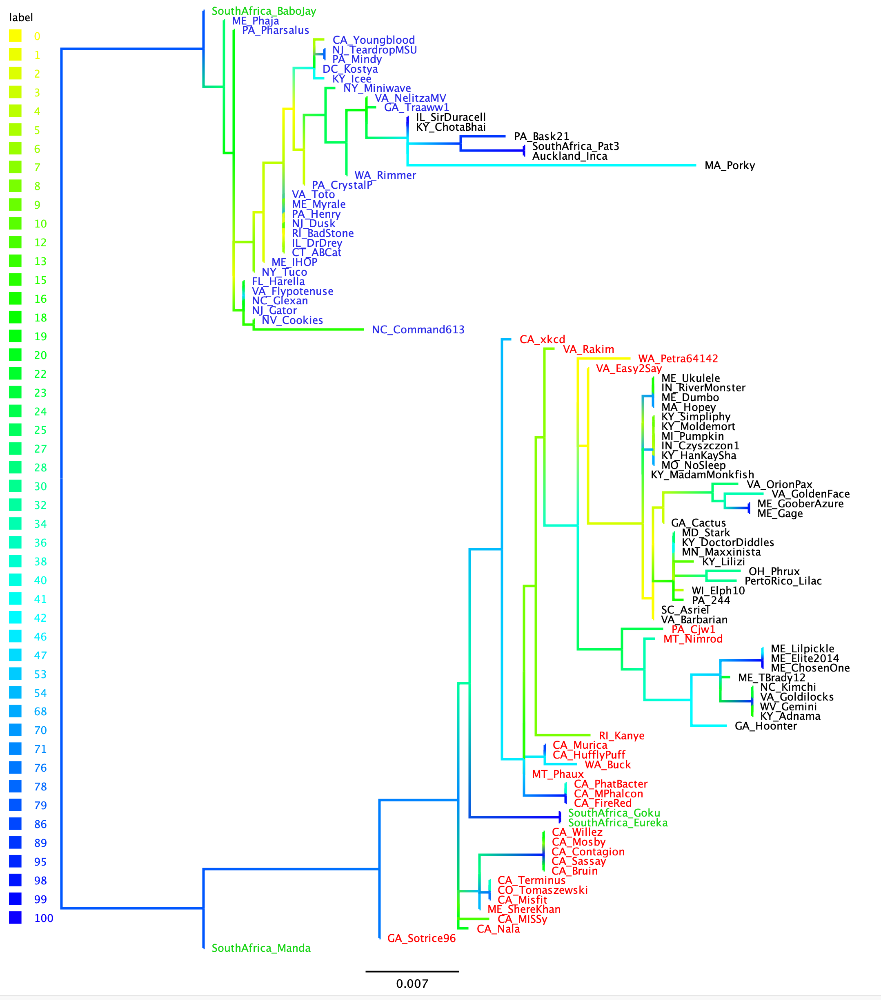 label
0
1
2
3
4
5
6
7
8
9
10
12
13
15
16
18
19
20
22
23
24
25
27
28
30
32
34
36
38
40
41
42
46
47
53
54
68
70
71
76
78
79
86
89
95
98
99
100
SouthAfrica_BaboJay
ME_Phaja
PA_Pharsalus
CA_Youngblood
NJ_TeardropMSU
PA_Mindy
DC_Kostya
KY_Icee
NY_Miniwave
VA_NelitzaMV
GA_Traaww1
IL_SirDuracell
KY_ChotaBhai
PA_Bask21
SouthAfrica_Pat3
Auckland_Inca
MA_Porky
WA_Rimmer
PA_CrystalP
VA_Toto
ME_Myrale
PA_Henry
NJ_Dusk
RI_BadStone
IL_DrDrey
CT_ABCat
ME_IHOP
NY_Tuco
FL_Harella
VA_Flypotenuse
NC_Glexan
NJ_Gator
NV_Cookies
NC_Command613
CA_xkcd
VA_Rakim
WA_Petra64142
VA_Easy2Say
ME_Ukulele
IN_RiverMonster
ME_Dumbo
MA_Hopey
KY_Simpliphy
KY_Moldemort
MI_Pumpkin
IN_Czyszczon1
KY_HanKaySha
MO_NoSleep
KY_MadamMonkfish
VA_OrionPax
VA_GoldenFace
ME_GooberAzure
ME_Gage
GA_Cactus
MD_Stark
KY_DoctorDiddles
MN_Maxxinista
KY_Lilizi
OH_Phrux
PertoRico_Lilac
WI_Elph10
PA_244
SC_Asriel
VA_Barbarian
PA_Cjw1
MT_Nimrod
ME_Lilpickle
ME_Elite2014
ME_ChosenOne
ME_TBrady12
NC_Kimchi
VA_Goldilocks
WV_Gemini
KY_Adnama
GA_Hoonter
RI_Kanye
CA_Murica
CA_HufflyPuff
WA_Buck
MT_Phaux
CA_PhatBacter
CA_MPhalcon
CA_FireRed
SouthAfrica_Goku
SouthAfrica_Eureka
CA_Willez
CA_Mosby
CA_Contagion
CA_Sassay
CA_Bruin
CA_Terminus
CO_Tomaszewski
CA_Misfit
ME_ShereKhan
CA_MISSy
CA_Nala
GA_Sotrice96
SouthAfrica_Manda
0.007